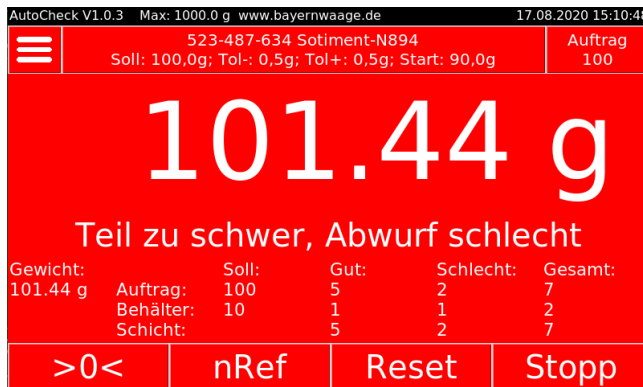 AutoCheck V1.0.3 Max: 1000.0 g www.bayernwaage.de 17.08.2020 15:10:48
523-487-634 Sotiment-N894
Soll: 100,0g; Tol-: 0,5g; Tol+: 0,5g; Start: 90,0g
Auftrag
100
101.44 g
Teil zu schwer, Abwurf schlecht
Gewicht: Soll: Gut: Schlecht: Gesamt:
101.44 g Auftrag: 100 5 2 7
Behälter: 10 1 1 2
Schicht: 5 2 7
>0< nRef Reset Stopp